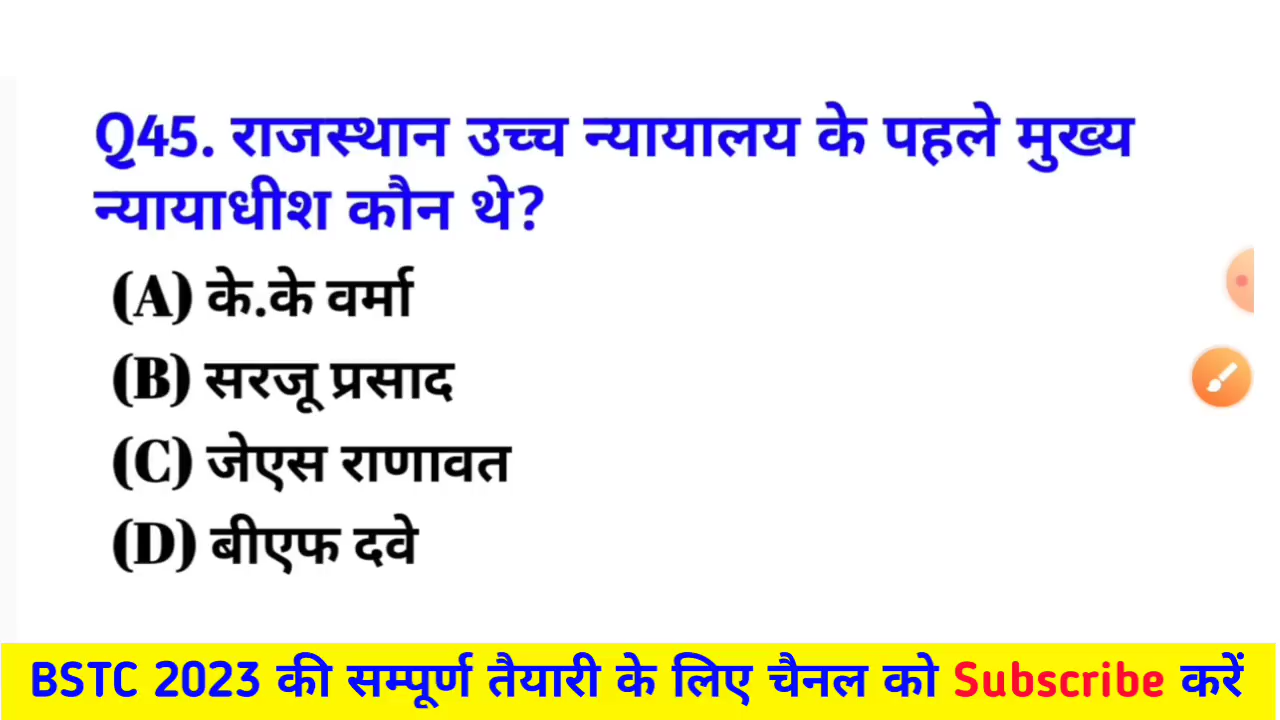 Q45. राजस्थान उच्च न्यायालय के पहले मुख्य
न्यायाधीश कौन थे?
(A) के.के वर्मा
(B) सरजू प्रसाद
(C) जेएस राणावत
(D) बीएफ दवे
BSTC 2023 की सम्पूर्ण तैयारी के लिए चैनल को Subscribe करें